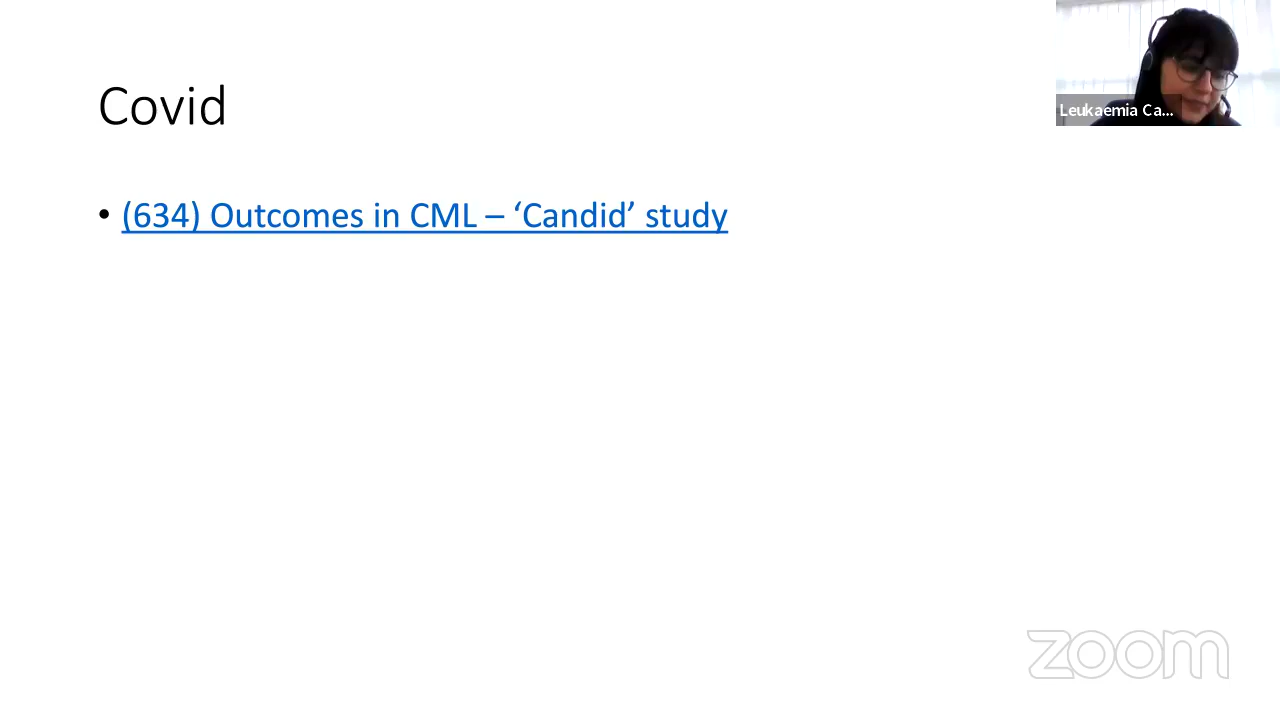 Covid
Leukaemia Ca...
• (634) Outcomes in CML – ‘Candid’ study
zoom